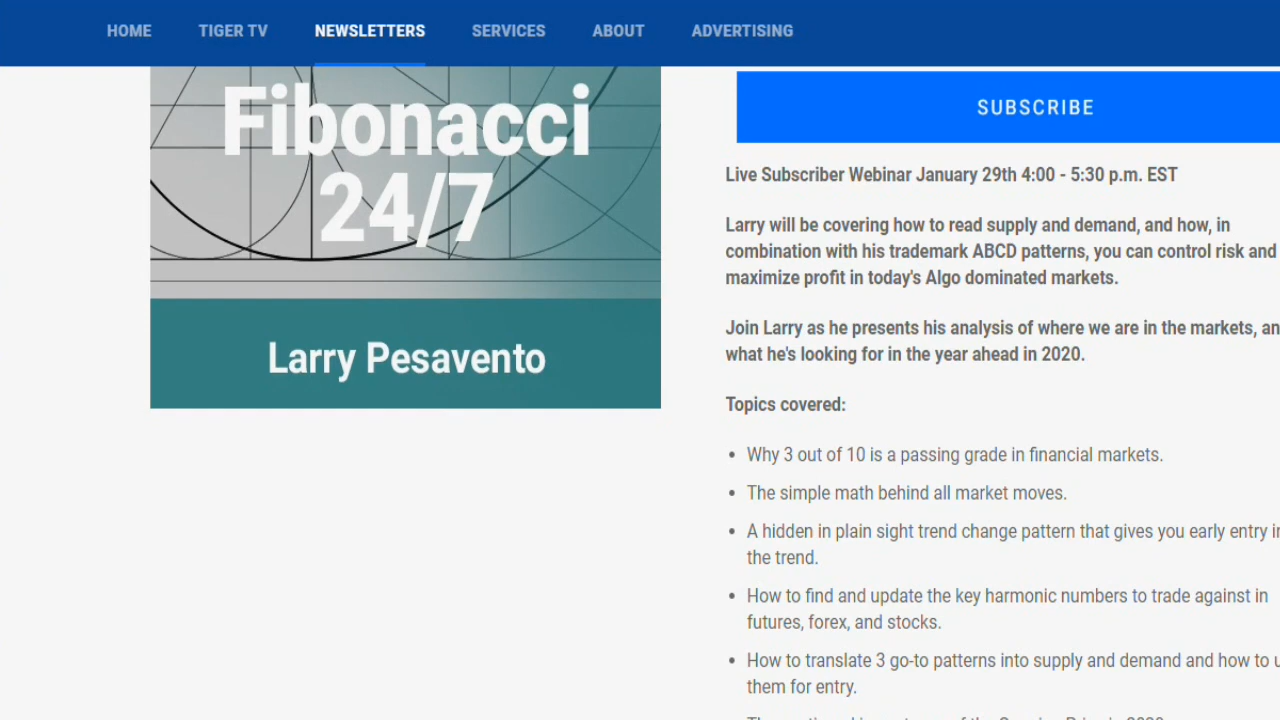 HOME TIGER TV NEWSLETTERS SERVICES ABOUT ADVERTISING
Fibonacci
24/7
Larry Pesavento
SUBSCRIBE
Live Subscriber Webinar January 29th 4:00 - 5:30 p.m. EST
Larry will be covering how to read supply and demand, and how, in
combination with his trademark ABCD patterns, you can control risk and
maximize profit in today's Algo dominated markets.
Join Larry as he presents his analysis of where we are in the markets,
what he's looking for in the year ahead in 2020.
Topics covered:
• Why 3 out of 10 is a passing grade in financial markets.
• The simple math behind all market moves.
• A hidden in plain sight trend change pattern that gives you early entry
the trend.
• How to find and update the key harmonic numbers to trade against in
futures, forex, and stocks.
• How to translate 3 go-to patterns into supply and demand and how to
them for entry.